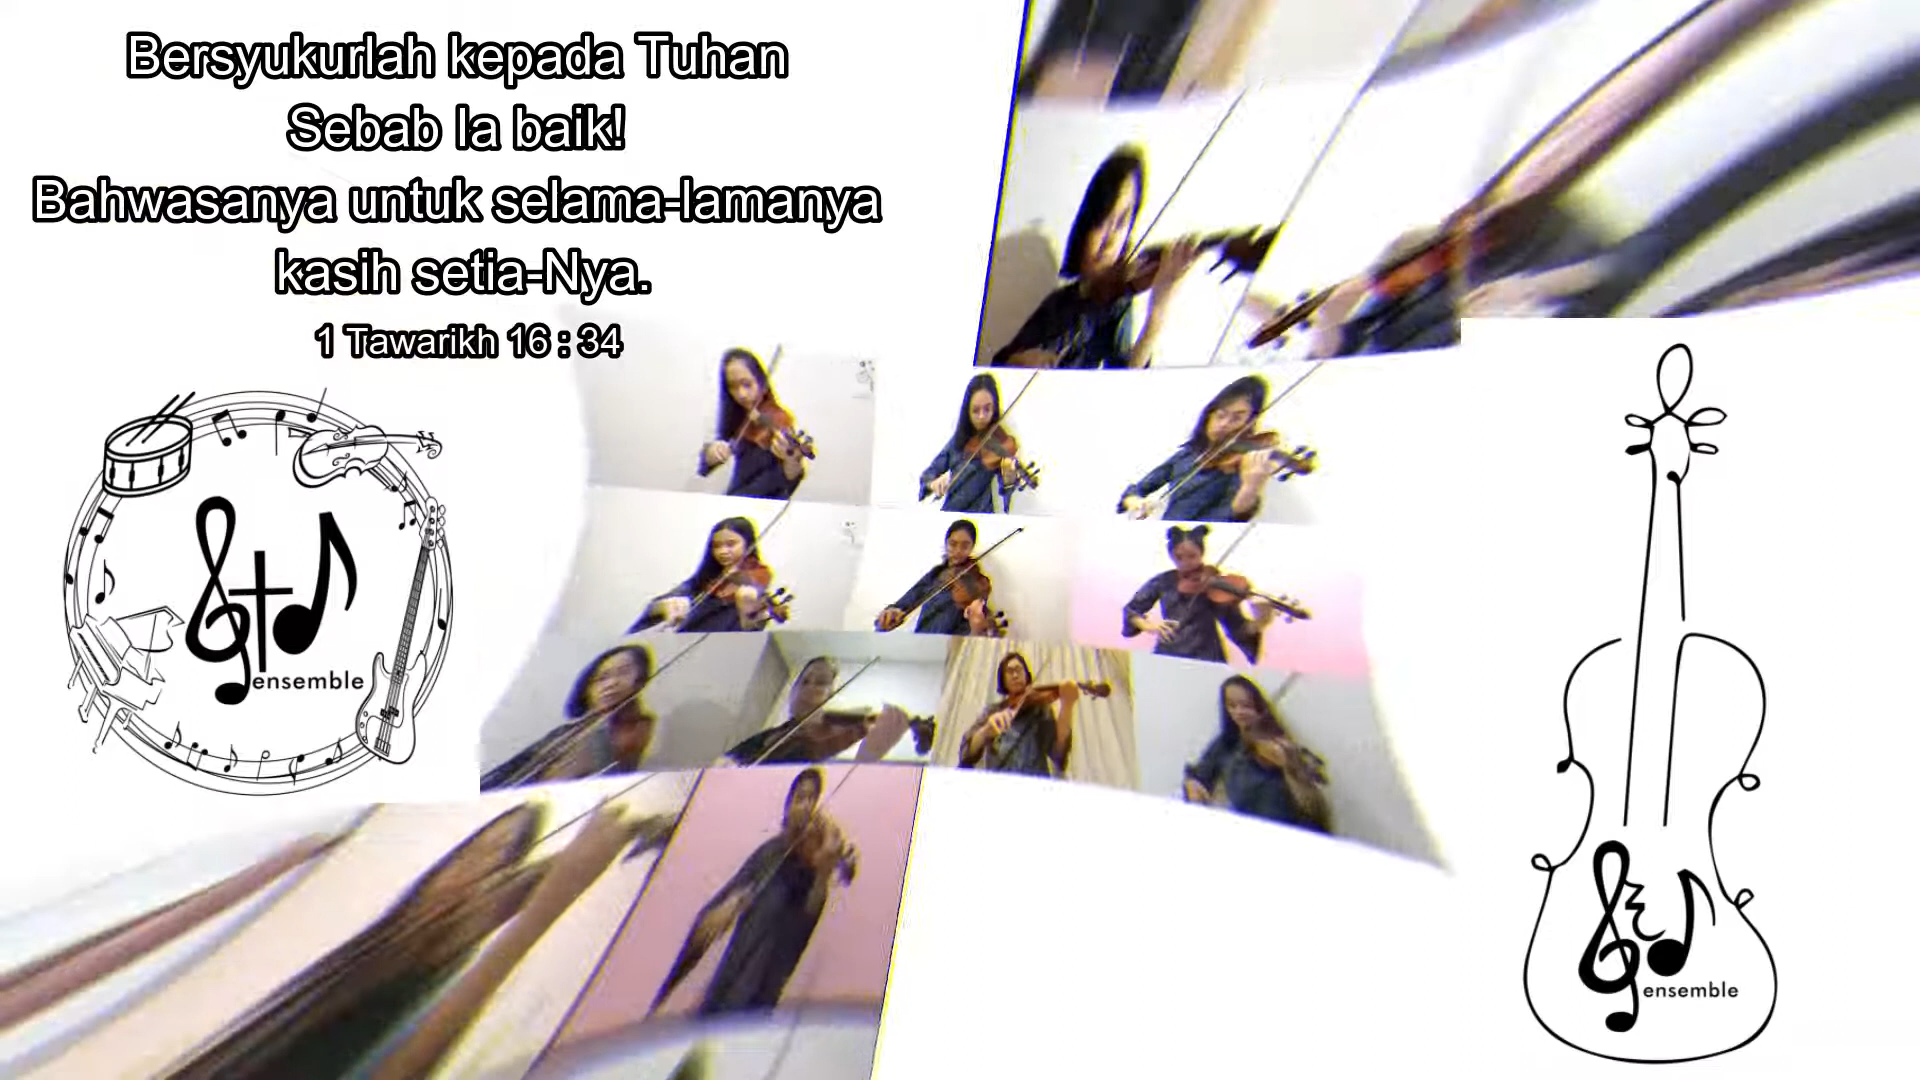 Bersyukurlah kepada Tuhan
Sebab Ia baik!
Bahwasanya untuk selama-lamanya
kasih setia-Nya.
1 Tawarikh 16 : 34
ensemble
ensemble